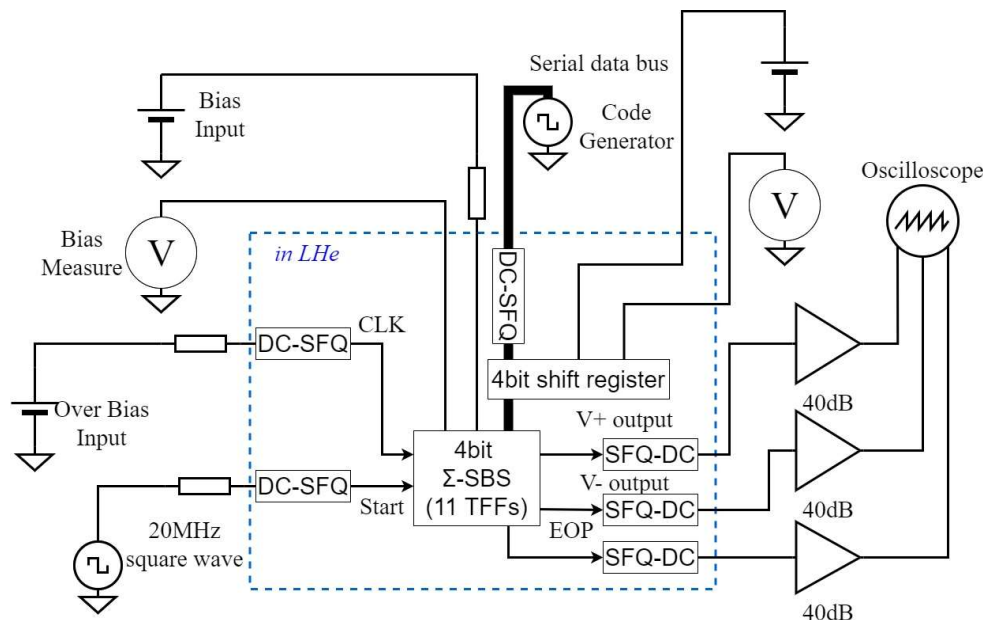 Serial data bus
Bias
Input
Code
Generator
Oscilloscope
V
Bias
Measure
V
in LHe
DC-SFQ
CLK
DC-SFQ
4bit shift register
Over Bias
Input
40dB
V+ output
4bit
Σ-SBS
(11 TFFs)
SFQ-DC
DC-SFQ
Start
V- output
SFQ-DC
40dB
20MHz
square wave
EOP
SFQ-DC
40dB